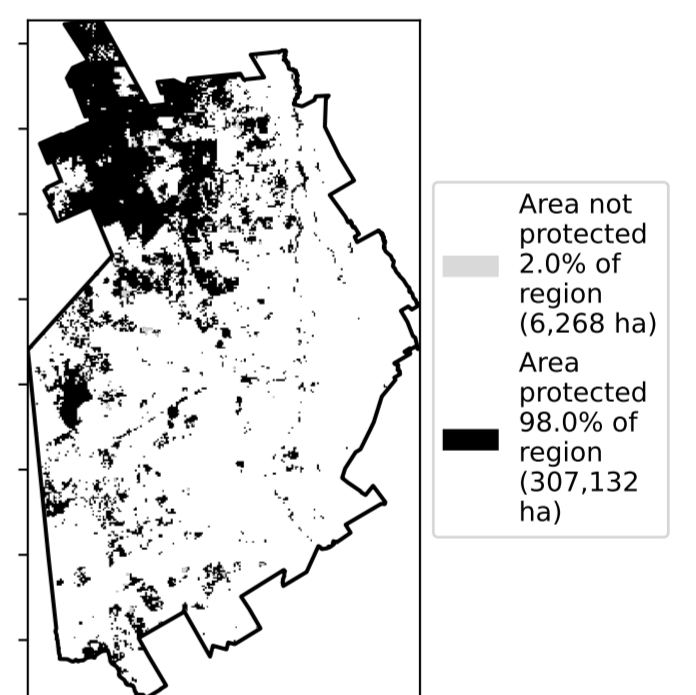 Area not
protected
2.0% of
region
(6,268 ha)
Area
protected
98.0% of
region
(307,132
ha)